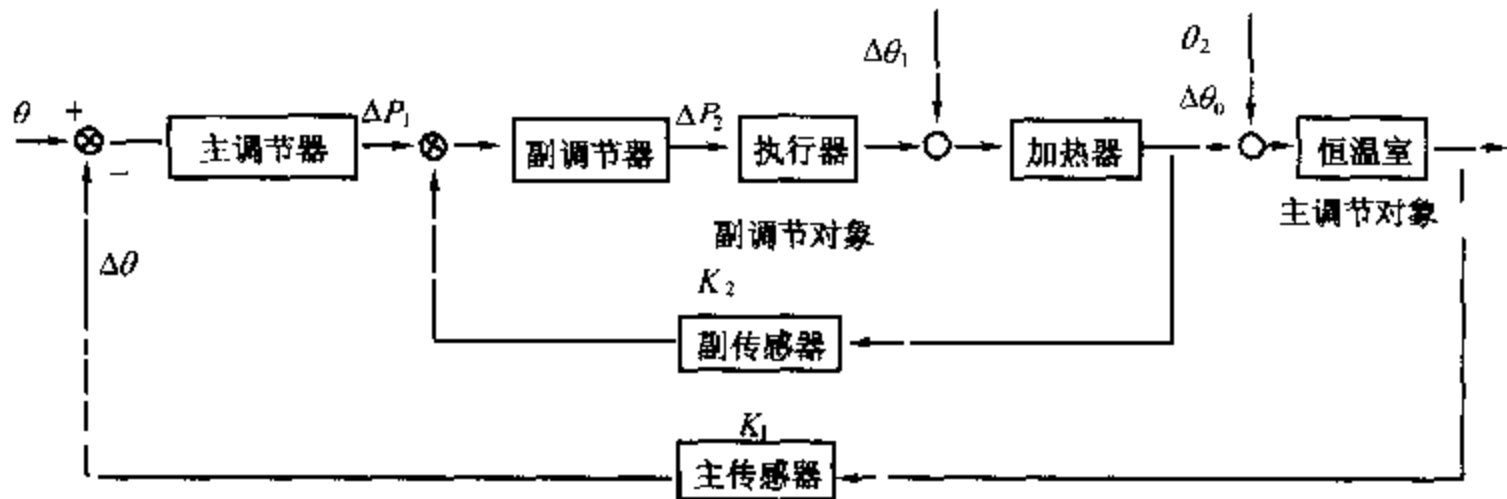 Δθ₁
θ₂
θ
+
ΔP₁
ΔP₂
Δθ₀
主调节器
副调节器
执行器
加热器
恒温室
−
副调节对象
主调节对象
Δθ
K₂
副传感器
K₁
主传感器